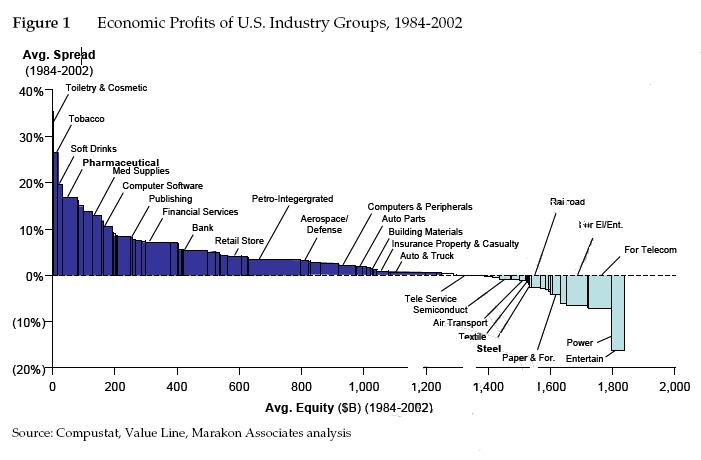 Figure 1 Economic Profits of U.S. Industry Groups, 1984-2002
Avg. Spread
(1984-2002)
40%
30%
20%
10%
0%
(10%)
(20%)
Toiletry & Cosmetic
Tobacco
Soft Drinks
Pharmaceutical
Med Supplies
Computer Software
Publishing
Financial Services
Bank
Retail Store
Petro-Intergergrated
Aerospace/
Defense
Computers & Peripherals
Auto Parts
Building Materials
Insurance Property & Casualty
Auto & Truck
Tele Service
Semiconduct
Air Transport
Textile
Steel
Paper & For.
Railroad
El/Ent.
For Telecom
Power
Entertain
0 200 400 600 800 1,000 1,200 1,400 1,600 1,800 2,000
Avg. Equity ($B) (1984-2002)
Source: Compustat, Value Line, Marakon Associates analysis